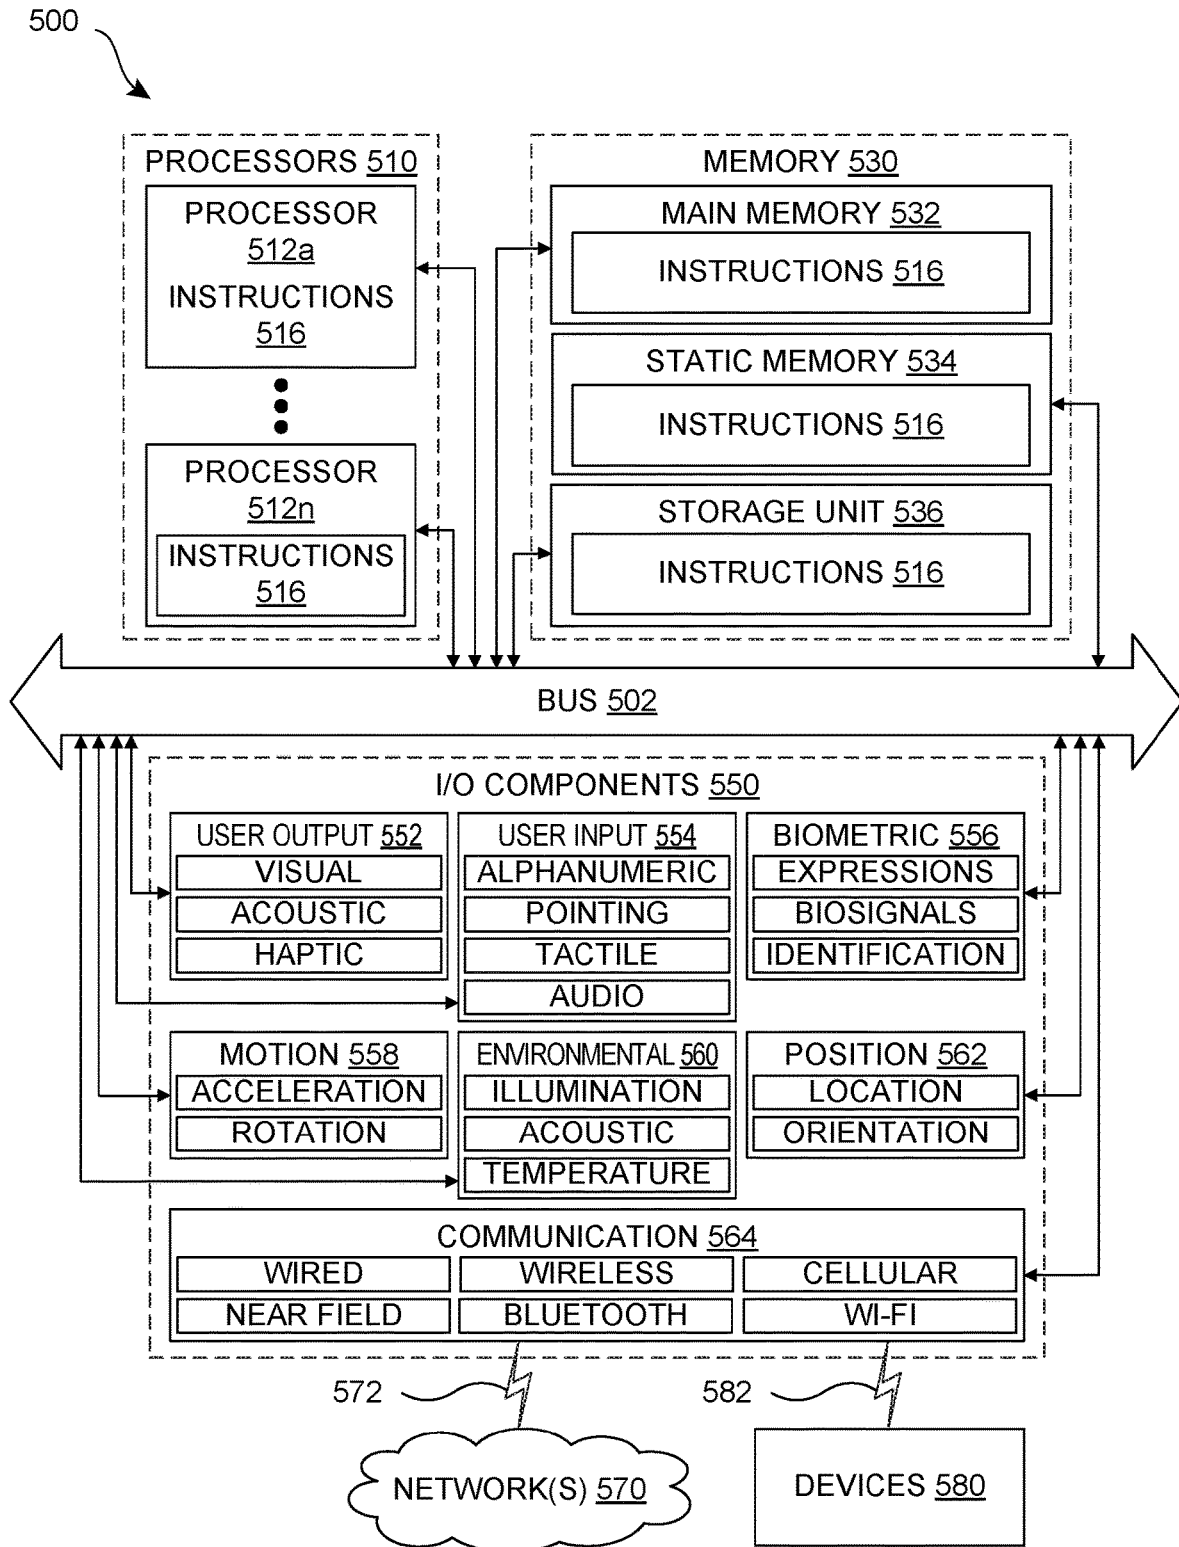 500
PROCESSORS 510
PROCESSOR
512a
INSTRUCTIONS
516
PROCESSOR
512n
INSTRUCTIONS
516
MEMORY 530
MAIN MEMORY 532
INSTRUCTIONS 516
STATIC MEMORY 534
INSTRUCTIONS 516
STORAGE UNIT 536
INSTRUCTIONS 516
BUS 502
I/O COMPONENTS 550
USER OUTPUT 552
VISUAL
ACOUSTIC
HAPTIC
USER INPUT 554
ALPHANUMERIC
POINTING
TACTILE
AUDIO
BIOMETRIC 556
EXPRESSIONS
BIOSIGNALS
IDENTIFICATION
MOTION 558
ACCELERATION
ROTATION
ENVIRONMENTAL 560
ILLUMINATION
ACOUSTIC
TEMPERATURE
POSITION 562
LOCATION
ORIENTATION
COMMUNICATION 564
WIRED
WIRELESS
CELLULAR
NEAR FIELD
BLUETOOTH
WI-FI
572
582
NETWORK(S) 570
DEVICES 580